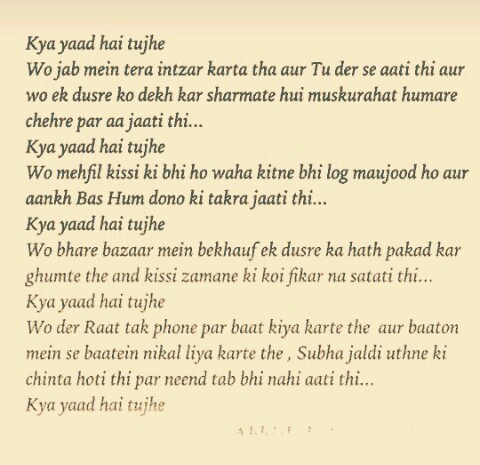 Kya yaad hai tujhe
Wo jab mein tera intzar karta tha aur Tu der se aati thi aur
wo ek dusre ko dekh kar sharmate hui muskurahat humare
chehre par aa jaati thi...
Kya yaad hai tujhe
Wo mehfil kissi ki bhi ho waha kitne bhi log maujood ho aur
aankh Bas Hum dono ki takra jaati thi...
Kya yaad hai tujhe
Wo bhare bazaar mein bekhauf ek dusre ka hath pakad kar
ghumte the and kissi zamane ki koi fikar na satati thi...
Kya yaad hai tujhe
Wo der Raat tak phone par baat kiya karte the aur baaton
mein se baatein nikal liya karte the , Subha jaldi uthne ki
chinta hoti thi par neend tab bhi nahi aati thi...
Kya yaad hai tujhe